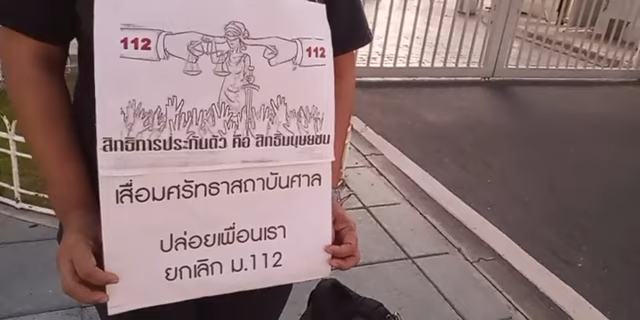 112 112
สิทธิการประกันตัว คือ สิทธิมนุษยชน
เสื่อมศรัทธาสถาบันศาล
ปล่อยเพื่อนเรา
ยกเลิก ม.112